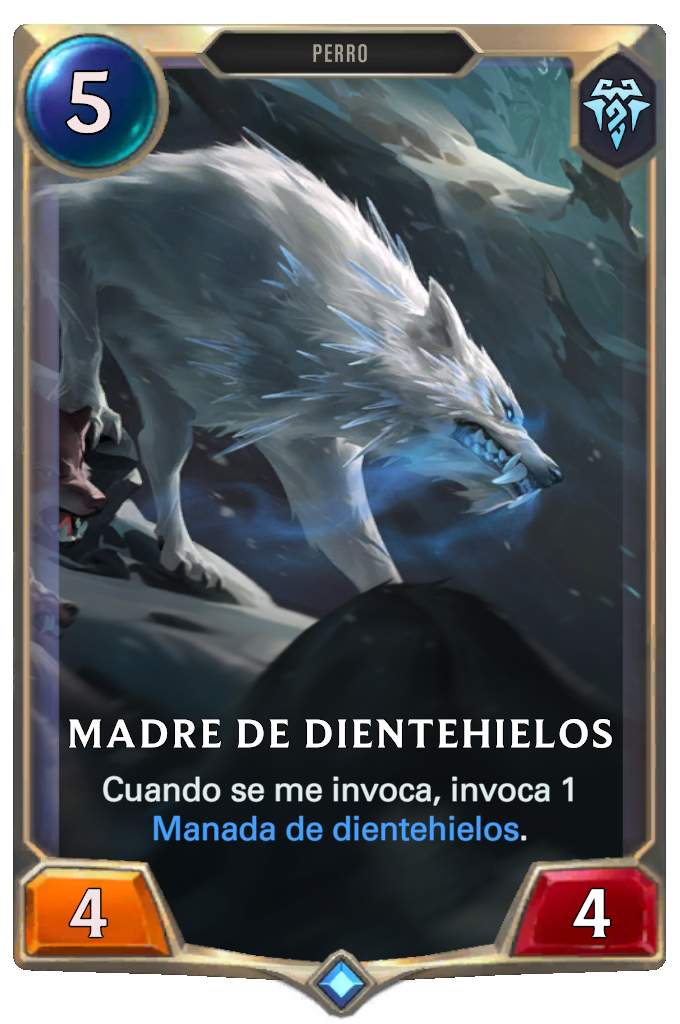 PERRO
5
MADRE DE DIENTEHIELOS
Cuando se me invoca, invoca 1
Manada de dientehielos.
4
4